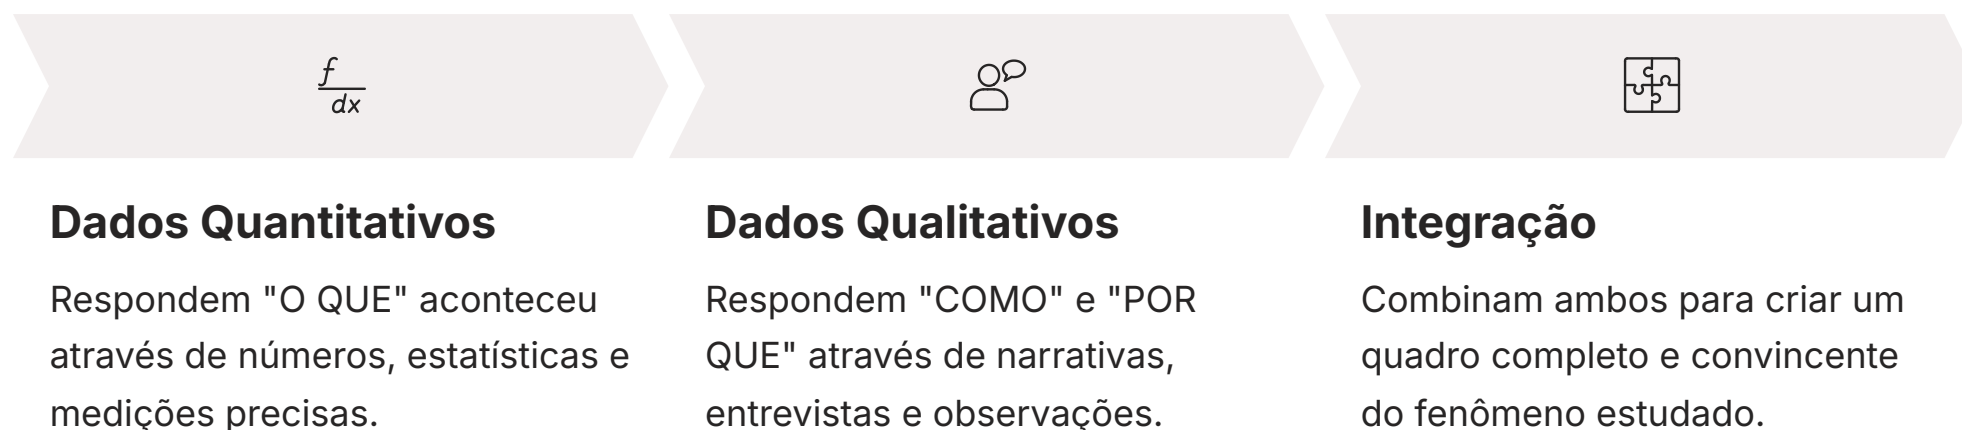 f
dx
Dados Quantitativos
Respondem "O QUE" aconteceu
através de números, estatísticas e
medições precisas.
Dados Qualitativos
Respondem "COMO" e "POR
QUE" através de narrativas,
entrevistas e observações.
Integração
Combinam ambos para criar um
quadro completo e convincente
do fenômeno estudado.